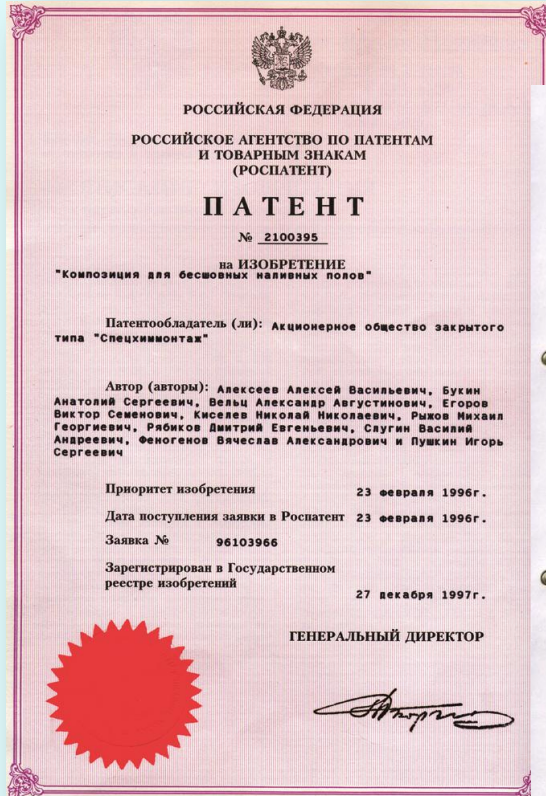 РОССИЙСКАЯ ФЕДЕРАЦИЯ
РОССИЙСКОЕ АГЕНТСТВО ПО ПАТЕНТАМ
И ТОВАРНЫМ ЗНАКАМ
(РОСПАТЕНТ)
ПАТЕНТ
№ 2100395
на ИЗОБРЕТЕНИЕ
"Композиция для бесшовных наливных полов"
Патентообладатель (ли): Акционерное общество закрытого
типа "Спецхиммонтаж"
Автор (авторы): Алексеев Алексей Васильевич, Букин
Анатолий Сергеевич, Вельц Александр Августинович, Егоров
Виктор Семенович, Киселев Николай Николаевич, Рыжов Михаил
Георгиевич, Рябиков Дмитрий Евгеньевич, Слугин Василий
Андреевич, Феногенов Вячеслав Александрович и Пушкин Игорь
Сергеевич
Приоритет изобретения 23 февраля 1996г.
Дата поступления заявки в Роспатент 23 февраля 1996г.
Заявка № 96103966
Зарегистрирован в Государственном
реестре изобретений
27 декабря 1997г.
ГЕНЕРАЛЬНЫЙ ДИРЕКТОР